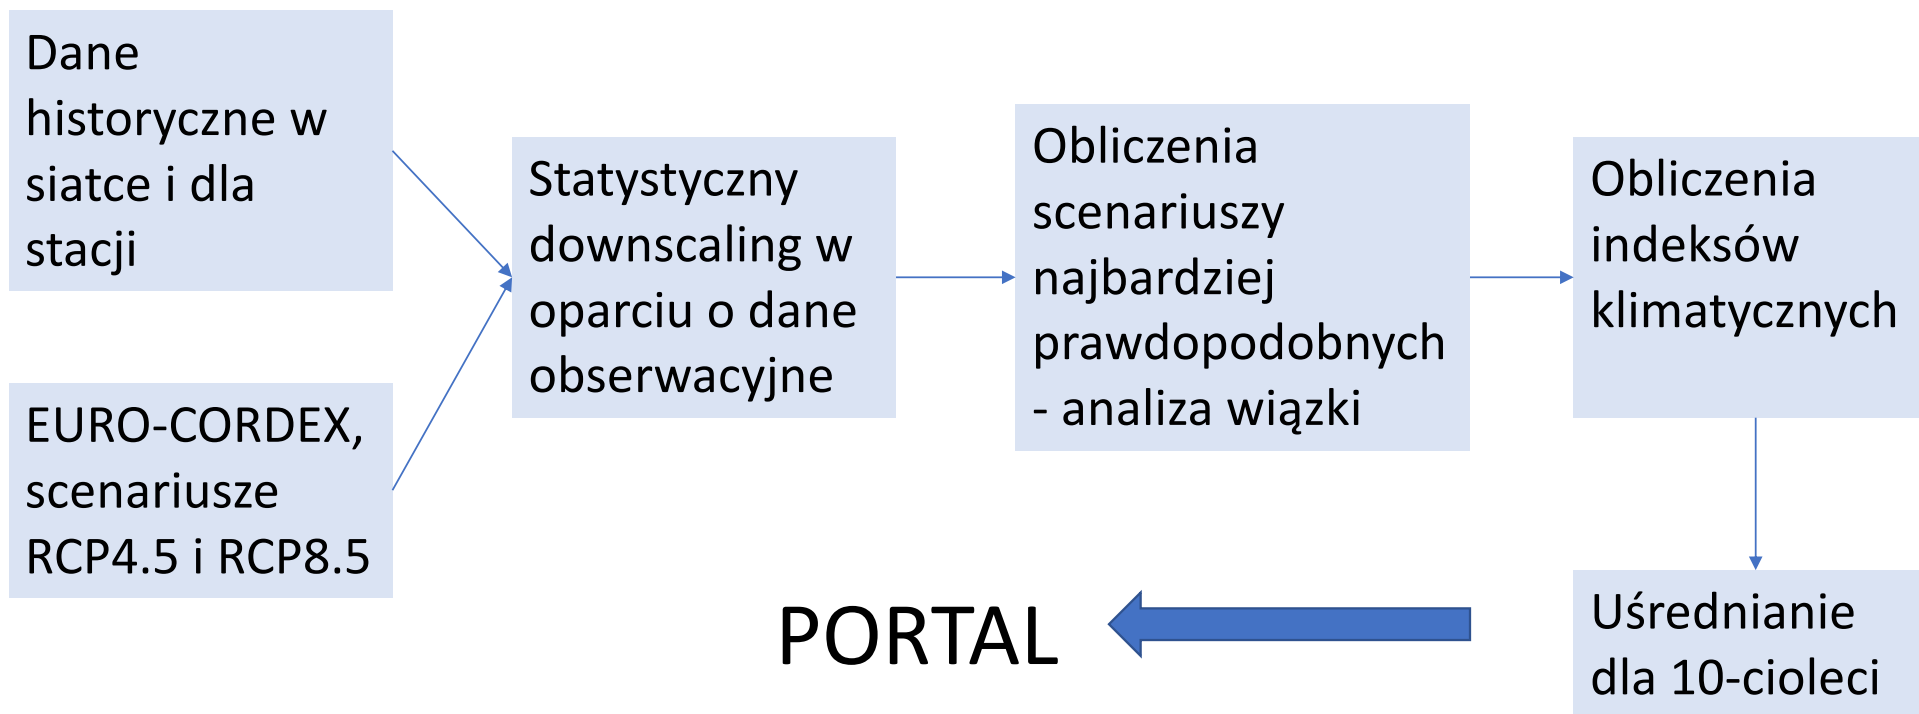 Dane
historyczne w
siatce i dla
stacji
EURO-CORDEX,
scenariusze
RCP4.5 i RCP8.5
Statystyczny
downscaling w
oparciu o dane
obserwacyjne
Obliczenia
scenariuszy
najbardziej
prawdopodobnych
- analiza wiązki
Obliczenia
indeksów
klimatycznych
Uśrednianie
dla 10-cioleci
PORTAL